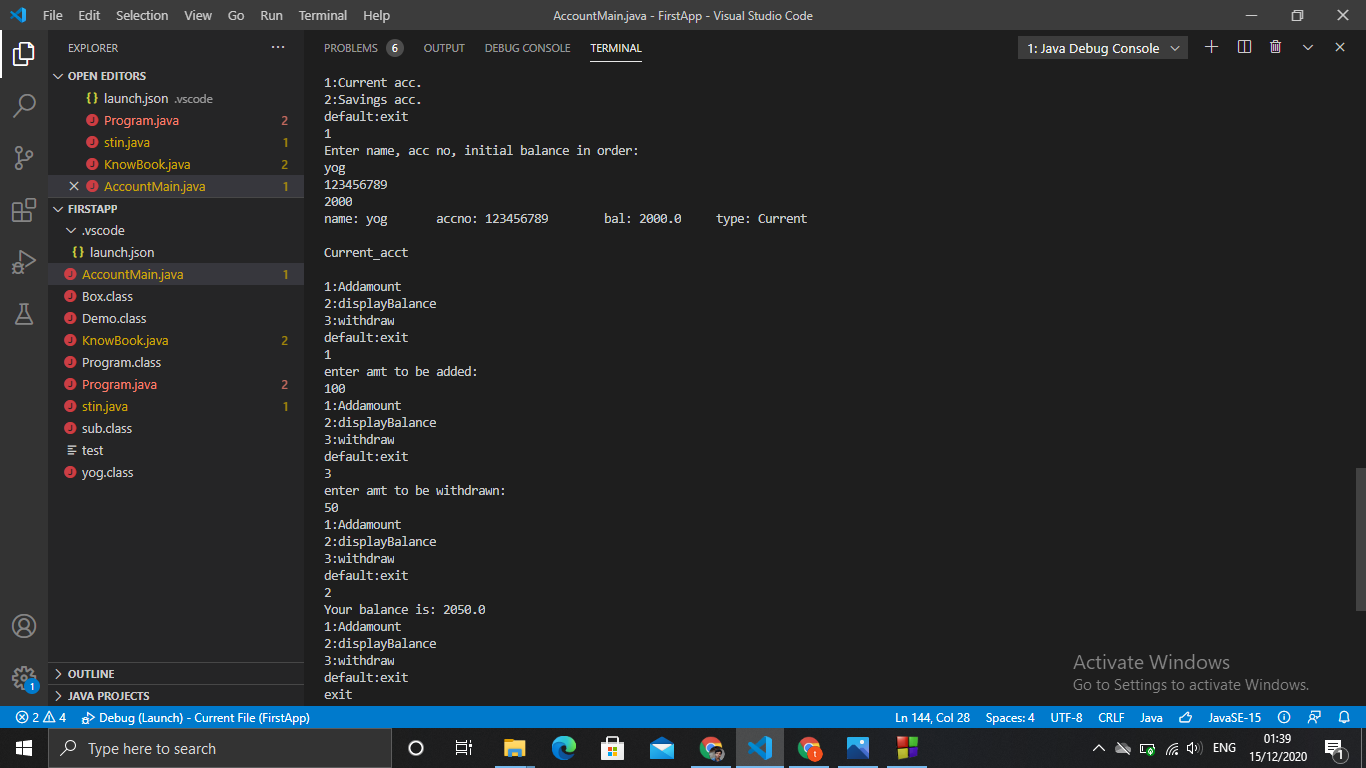 File Edit Selection View Go Run Terminal Help AccountMain.java - FirstApp - Visual Studio Code
EXPLORER ...
OPEN EDITORS
{} launch.json .vscode
Program.java 2
stin.java 1
KnowBook.java 2
AccountMain.java 1
FIRSTAPP
.vscode
{} launch.json
AccountMain.java 1
Box.class
Demo.class
KnowBook.java 2
Program.class
Program.java 2
stin.java 1
sub.class
test
yog.class
OUTLINE
JAVA PROJECTS
1
PROBLEMS 6 OUTPUT DEBUG CONSOLE TERMINAL 1: Java Debug Console
1:Current acc.
2:Savings acc.
default:exit
1
Enter name, acc no, initial balance in order:
yog
123456789
2000
name: yog accno: 123456789 bal: 2000.0 type: Current
Current_acct
1:Addamount
2:displayBalance
3:withdraw
default:exit
1
enter amt to be added:
100
1:Addamount
2:displayBalance
3:withdraw
default:exit
3
enter amt to be withdrawn:
50
1:Addamount
2:displayBalance
3:withdraw
default:exit
2
Your balance is: 2050.0
1:Addamount
2:displayBalance
3:withdraw
default:exit
exit
Activate Windows
Go to Settings to activate Windows.
2 4 Debug (Launch) - Current File (FirstApp) Ln 144, Col 28 Spaces: 4 UTF-8 CRLF Java JavaSE-15
Type here to search t ENG 01:39
15/12/2020 1